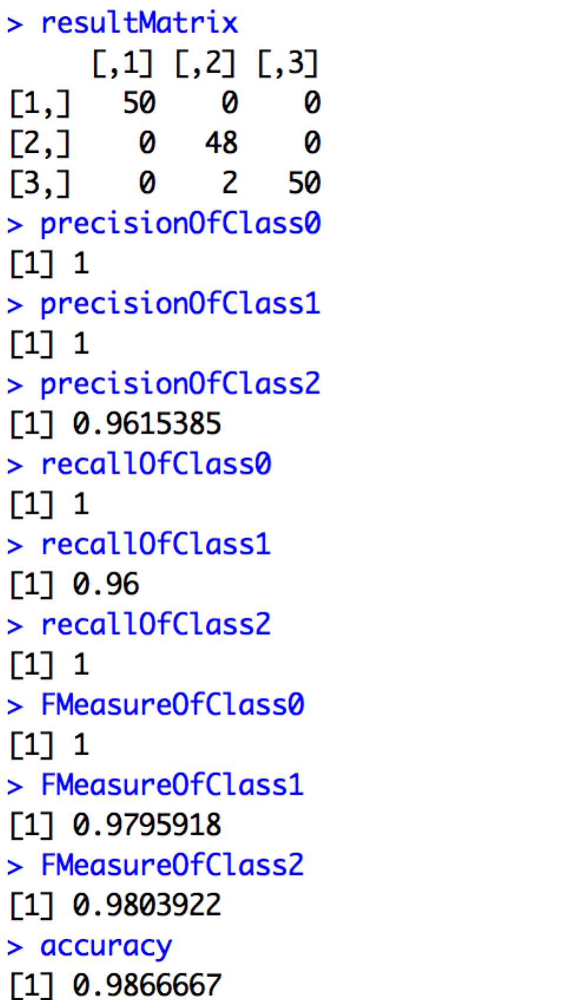 > resultMatrix
     [,1] [,2] [,3]
[1,]   50    0    0
[2,]    0   48    0
[3,]    0    2   50
> precisionOfClass0
[1] 1
> precisionOfClass1
[1] 1
> precisionOfClass2
[1] 0.9615385
> recallOfClass0
[1] 1
> recallOfClass1
[1] 0.96
> recallOfClass2
[1] 1
> FMeasureOfClass0
[1] 1
> FMeasureOfClass1
[1] 0.9795918
> FMeasureOfClass2
[1] 0.9803922
> accuracy
[1] 0.9866667